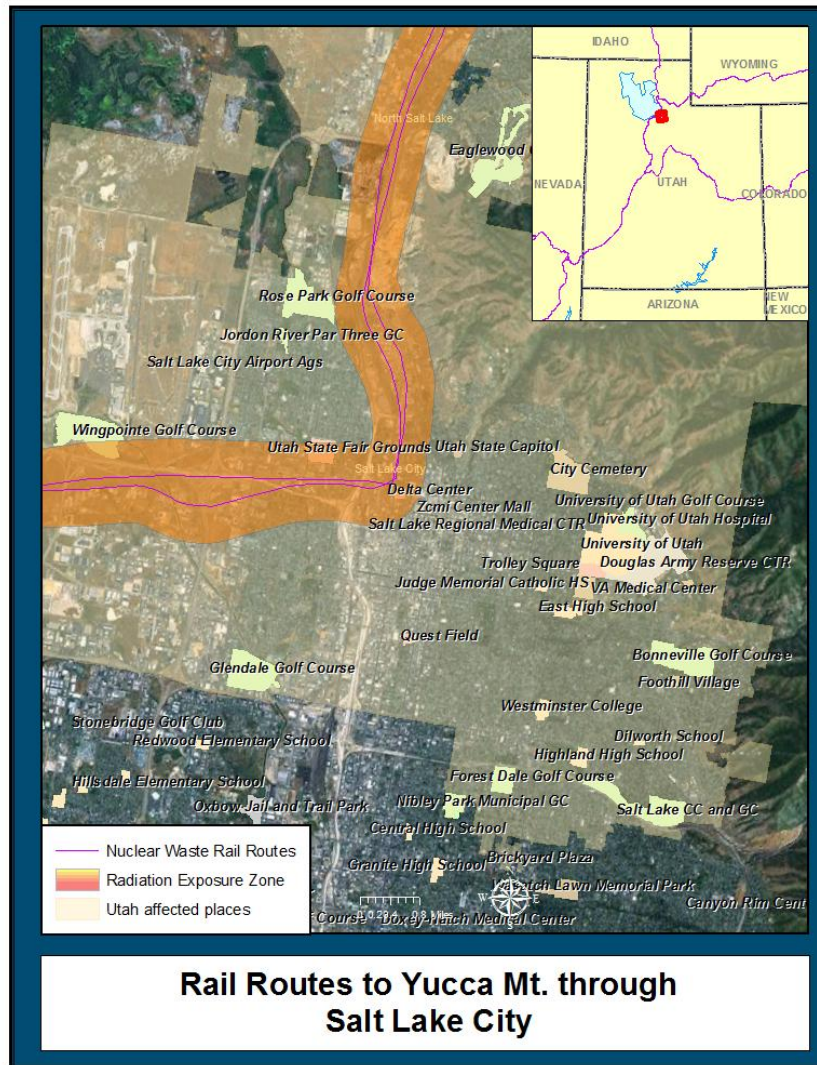 IDAHO
WYOMING
NEVADA
UTAH
COLORADO
ARIZONA
NEW
MEXICO
North Salt Lake
Eaglewood
Rose Park Golf Course
Jordon River Par Three GC
Salt Lake City Airport Ags
Wingpointe Golf Course
Utah State Fair Grounds
Utah State Capitol
Salt Lake City
City Cemetery
Delta Center
Zcmi Center Mall
University of Utah Golf Course
Salt Lake Regional Medical CTR
University of Utah Hospital
University of Utah
Trolley Square
Douglas Army Reserve CTR
Judge Memorial Catholic HS
VA Medical Center
East High School
Quest Field
Bonneville Golf Course
Glendale Golf Course
Foothill Village
Westminster College
Stonebridge Golf Club
Redwood Elementary School
Dilworth School
Highland High School
Hillsdale Elementary School
Forest Dale Golf Course
Oxbow Jail and Trail Park
Nibley Park Municipal GC
Salt Lake CC and GC
Central High School
Granite High School
Brickyard Plaza
Wasatch Lawn Memorial Park
Canyon Rim Cent
Course
Doxey-Hatch Medical Center
N
W
E
S
Miles
Nuclear Waste Rail Routes
Radiation Exposure Zone
Utah affected places
Rail Routes to Yucca Mt. through
Salt Lake City